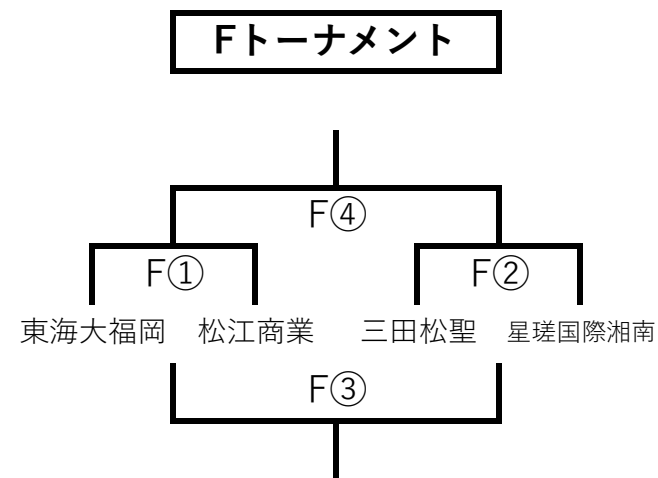 Fトーナメント
F④
F①
F②
東海大福岡
松江商業
三田松聖
星瑳国際湘南
F③